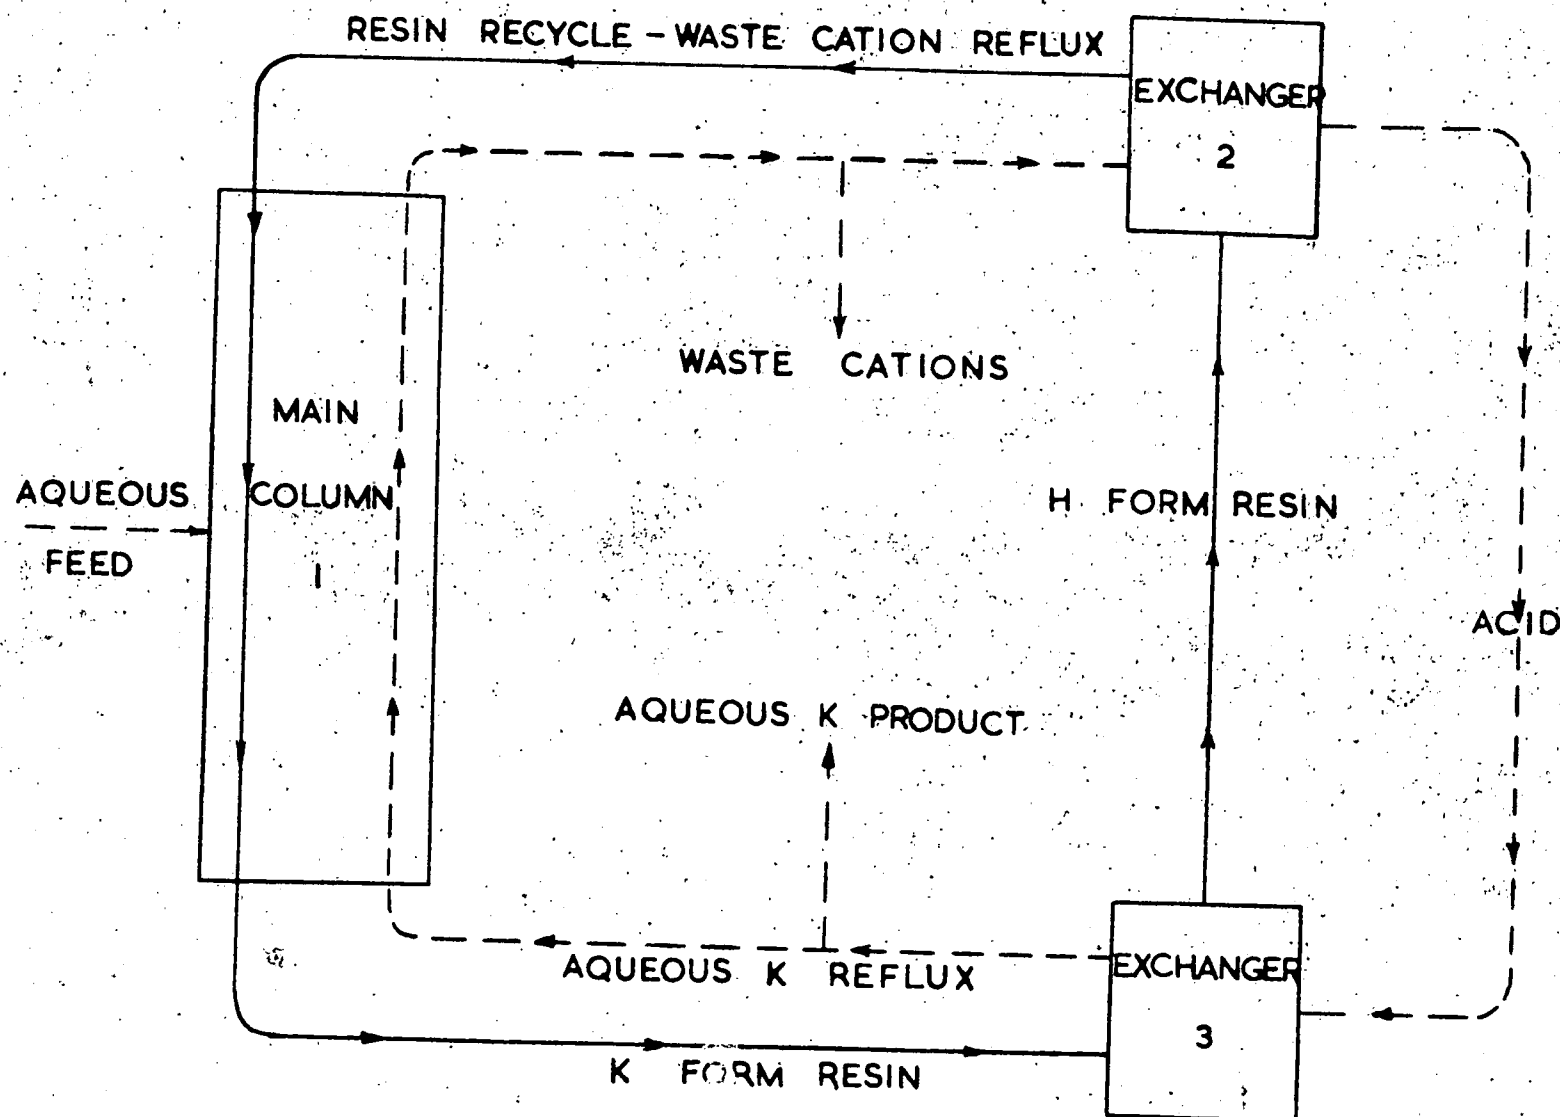 RESIN RECYCLE - WASTE CATION REFLUX
EXCHANGER
2
WASTE CATIONS
MAIN
COLUMN
1
AQUEOUS
FEED
H FORM RESIN
ACID
AQUEOUS K PRODUCT
AQUEOUS K REFLUX
EXCHANGER
3
K FORM RESIN